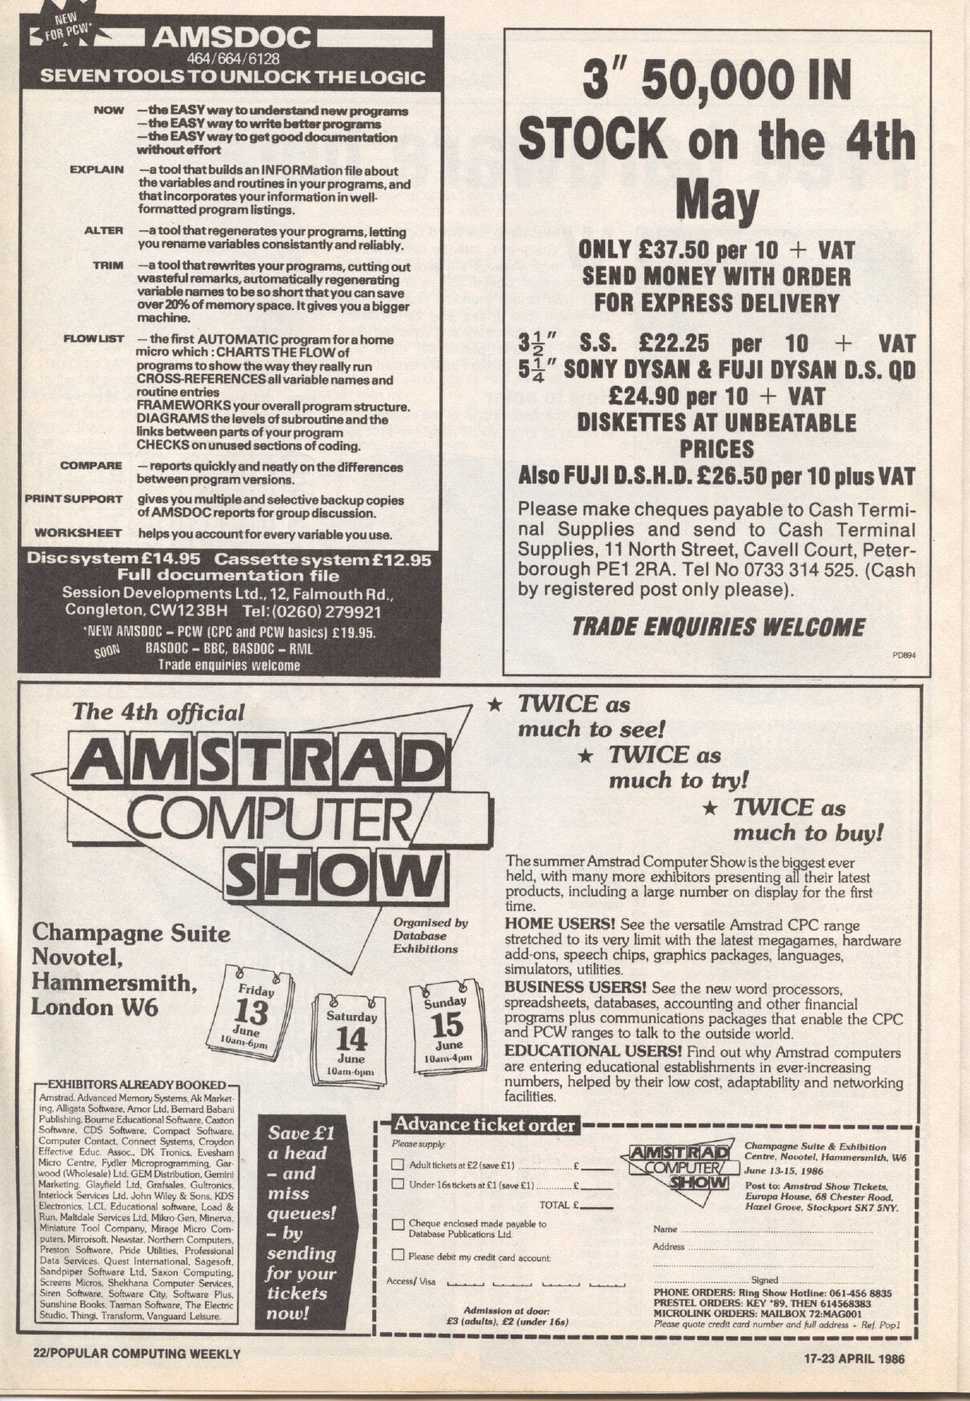 NEW
FOR PCW*
AMSDOC
464/664/6128
SEVEN TOOLS TO UNLOCK THE LOGIC
NOW —the EASY way to understand new programs
—the EASY way to write better programs
—the EASY way to get good documentation
without effort
EXPLAIN —a tool that builds an INFORMation file about
the variables and routines in your programs, and
that incorporates your information in well-
formatted program listings.
ALTER —a tool that regenerates your programs, letting
you rename variables consistantly and reliably.
TRIM —a tool that rewrites your programs, cutting out
wasteful remarks, automatically regenerating
variable names to be so short that you can save
over 20% of memory space. It gives you a bigger
machine.
FLOWLIST — the first AUTOMATIC program for a home
micro which : CHARTS THE FLOW of
programs to show the way they really run
CROSS-REFERENCES all variable names and
routine entries
FRAMEWORKS your overall program structure.
DIAGRAMS the levels of subroutine and the
links between parts of your program
CHECKS on unused sections of coding.
COMPARE — reports quickly and neatly on the differences
between program versions.
PRINT SUPPORT gives you multiple and selective backup copies
of AMSDOC reports for group discussion.
WORKSHEET helps you account for every variable you use.
Disc system £14.95 Cassette system £12.95
Full documentation file
Session Developments Ltd., 12, Falmouth Rd.,
Congleton, CW12 3BH Tel: (0260) 279921
*NEW AMSDOC – PCW (CPC and PCW basics) £19.95.
SOON BASDOC – BBC, BASDOC – RML
Trade enquiries welcome
3" 50,000 IN
STOCK on the 4th
May
ONLY £37.50 per 10 + VAT
SEND MONEY WITH ORDER
FOR EXPRESS DELIVERY
3½" S.S. £22.25 per 10 + VAT
5¼" SONY DYSAN & FUJI DYSAN D.S. QD
£24.90 per 10 + VAT
DISKETTES AT UNBEATABLE
PRICES
Also FUJI D.S.H.D. £26.50 per 10 plus VAT
Please make cheques payable to Cash Termi-
nal Supplies and send to Cash Terminal
Supplies, 11 North Street, Cavell Court, Peter-
borough PE1 2RA. Tel No 0733 314 525. (Cash
by registered post only please).
TRADE ENQUIRIES WELCOME
PD894
The 4th official
AMSTRAD
COMPUTER
SHOW
Champagne Suite
Novotel,
Hammersmith,
London W6
Organised by
Database
Exhibitions
Friday
13
June
10am-6pm
Saturday
14
June
10am-6pm
Sunday
15
June
10am-4pm
★ TWICE as
much to see!
★ TWICE as
much to try!
★ TWICE as
much to buy!
The summer Amstrad Computer Show is the biggest ever
held, with many more exhibitors presenting all their latest
products, including a large number on display for the first
time.
HOME USERS! See the versatile Amstrad CPC range
stretched to its very limit with the latest megagames, hardware
add-ons, speech chips, graphics packages, languages,
simulators, utilities.
BUSINESS USERS! See the new word processors,
spreadsheets, databases, accounting and other financial
programs plus communications packages that enable the CPC
and PCW ranges to talk to the outside world.
EDUCATIONAL USERS! Find out why Amstrad computers
are entering educational establishments in ever-increasing
numbers, helped by their low cost, adaptability and networking
facilities.
EXHIBITORS ALREADY BOOKED
Amstrad, Advanced Memory Systems, Ak Market-
ing, Alligata Software, Amor Ltd, Bernard Babani
Publishing, Bourne Educational Software, Caxton
Software, CDS Software, Compact Software,
Computer Contact, Connect Systems, Croydon
Effective Educ. Assoc., DK Tronics, Evesham
Micro Centre, Fydler Microprogramming, Gar-
wood (Wholesale) Ltd, GEM Distribution, Gemini
Marketing, Glayfield Ltd, Grafsales, Gultronics,
Interlock Services Ltd, John Wiley & Sons, KDS
Electronics, LCL Educational software, Load &
Run, Maltdale Services Ltd, Mikro-Gen, Minerva,
Miniature Tool Company, Mirage Micro Com-
puters, Mirrorsoft, Newstar, Northern Computers,
Preston Software, Pride Utilities, Professional
Data Services, Quest International, Sagesoft,
Sandpiper Software Ltd, Saxon Computing,
Screens Micros, Shekhana Computer Services,
Siren Software, Software City, Software Plus,
Sunshine Books, Tasman Software, The Electric
Studio, Thingi, Transform, Vanguard Leisure.
Save £1
a head
– and
miss
queues!
– by
sending
for your
tickets
now!
Advance ticket order
Please supply:
Adult tickets at £2 (save £1) £
Under-16s tickets at £1 (save £1) £
TOTAL £
Cheque enclosed made payable to
Database Publications Ltd.
Please debit my credit card account:
Access/Visa
Admission at door:
£3 (adults), £2 (under 16s)
AMSTRAD
COMPUTER
SHOW
Champagne Suite & Exhibition
Centre, Novotel, Hammersmith, W6
June 13-15, 1986
Post to: Amstrad Show Tickets,
Europa House, 68 Chester Road,
Hazel Grove, Stockport SK7 5NY.
Name
Address
Signed
PHONE ORDERS: Ring Show Hotline: 061-456 8835
PRESTEL ORDERS: KEY *89, THEN 614568383
MICROLINK ORDERS: MAILBOX 72:MAG001
Please quote credit card number and full address - Ref. Pop1
22/POPULAR COMPUTING WEEKLY
17-23 APRIL 1986